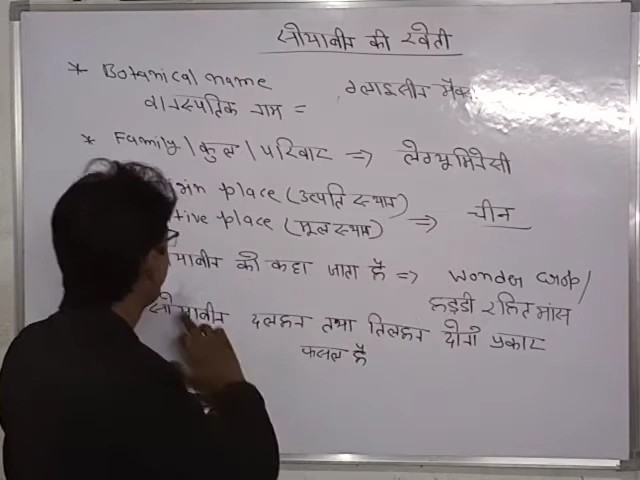 सोयाबीन की खेती
* Botanical name ग्लाइसीन मैक्स
वानस्पतिक नाम =
* Family / कुल / परिवार => लेग्यूमिनेसी
place (उत्पति स्थान)
place (मूल स्थान) => चीन
को कहा जाता है => Wonder crop /
हड्डी रहित मांस
सोयाबीन दलहन तथा तिलहन दोनो प्रकार
फसल है